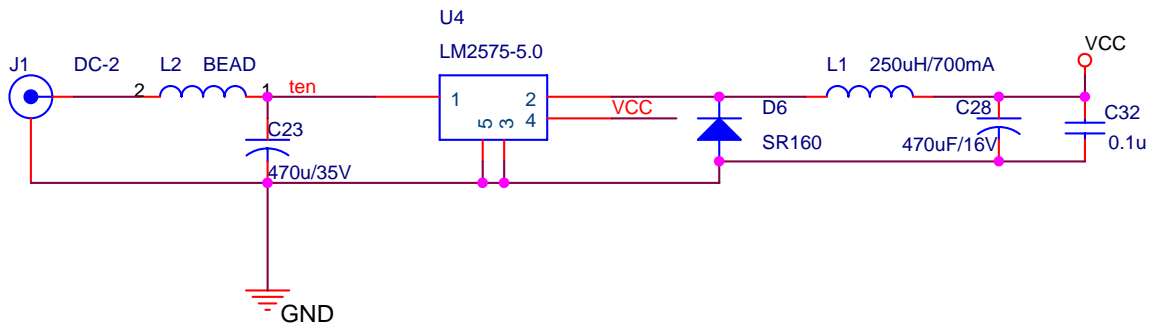 U4
LM2575-5.0
J1
DC-2
L2
BEAD
2
1
ten
1
2
4
5
3
VCC
L1
250uH/700mA
VCC
D6
SR160
C28
470uF/16V
C32
0.1u
C23
470u/35V
GND